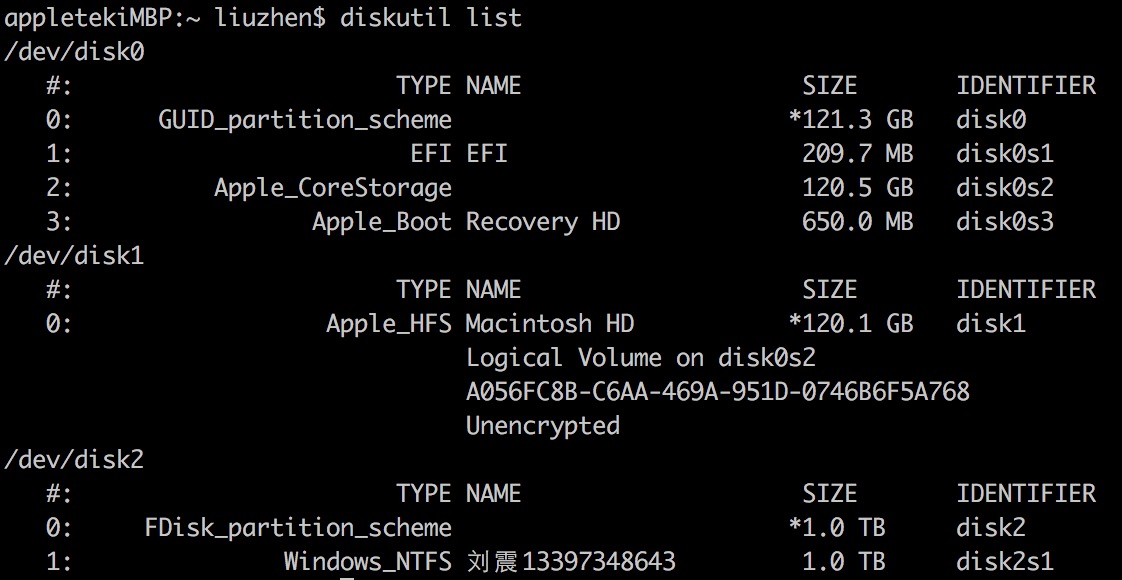 appletekiMBP:~ liuzhen$ diskutil list
/dev/disk0
#: TYPE NAME SIZE IDENTIFIER
0: GUID_partition_scheme *121.3 GB disk0
1: EFI EFI 209.7 MB disk0s1
2: Apple_CoreStorage 120.5 GB disk0s2
3: Apple_Boot Recovery HD 650.0 MB disk0s3
/dev/disk1
#: TYPE NAME SIZE IDENTIFIER
0: Apple_HFS Macintosh HD *120.1 GB disk1
Logical Volume on disk0s2
A056FC8B-C6AA-469A-951D-0746B6F5A768
Unencrypted
/dev/disk2
#: TYPE NAME SIZE IDENTIFIER
0: FDisk_partition_scheme *1.0 TB disk2
1: Windows_NTFS 刘震13397348643 1.0 TB disk2s1